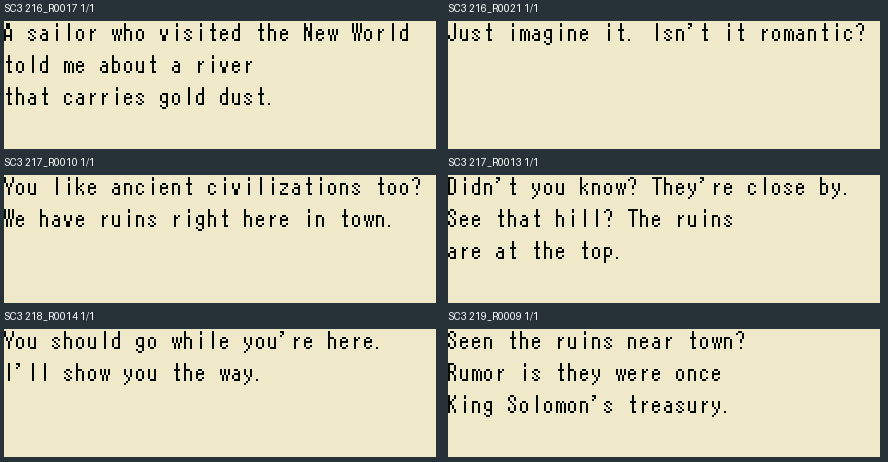 SC3 216_R0017 1/1
A sailor who visited the New World
told me about a river
that carries gold dust.
SC3 216_R0021 1/1
Just imagine it. Isn't it romantic?
SC3 217_R0010 1/1
You like ancient civilizations too?
We have ruins right here in town.
SC3 217_R0013 1/1
Didn't you know? They're close by.
See that hill? The ruins
are at the top.
SC3 218_R0014 1/1
You should go while you're here.
I'll show you the way.
SC3 219_R0009 1/1
Seen the ruins near town?
Rumor is they were once
King Solomon's treasury.